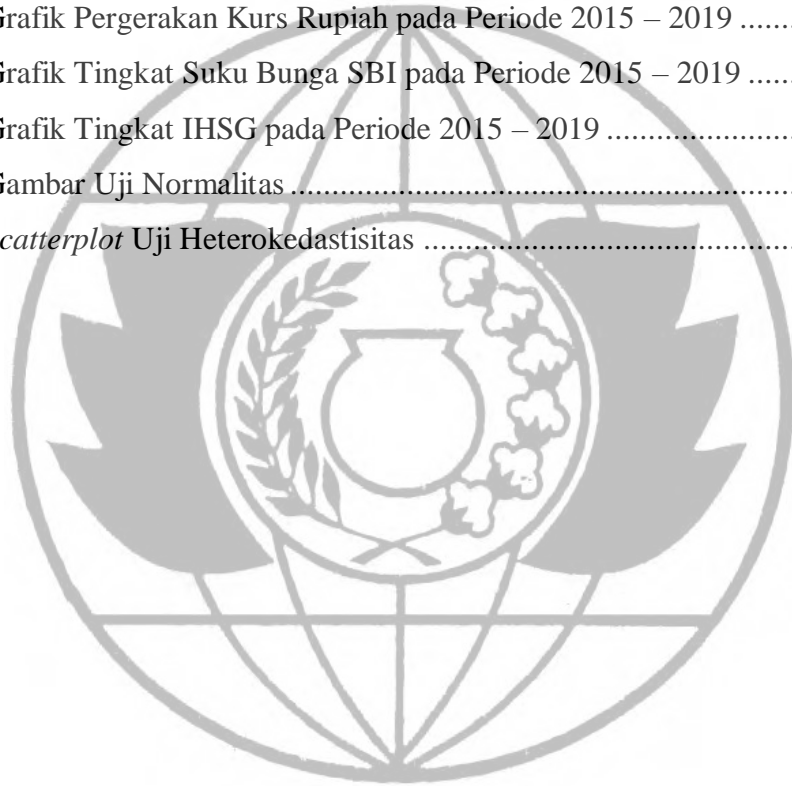 Grafik Pergerakan Kurs Rupiah pada Periode 2015 – 2019 .......
Grafik Tingkat Suku Bunga SBI pada Periode 2015 – 2019 ......
Grafik Tingkat IHSG pada Periode 2015 – 2019 .......................
Gambar Uji Normalitas ..............................................................
catterplot Uji Heterokedastisitas ..............................................